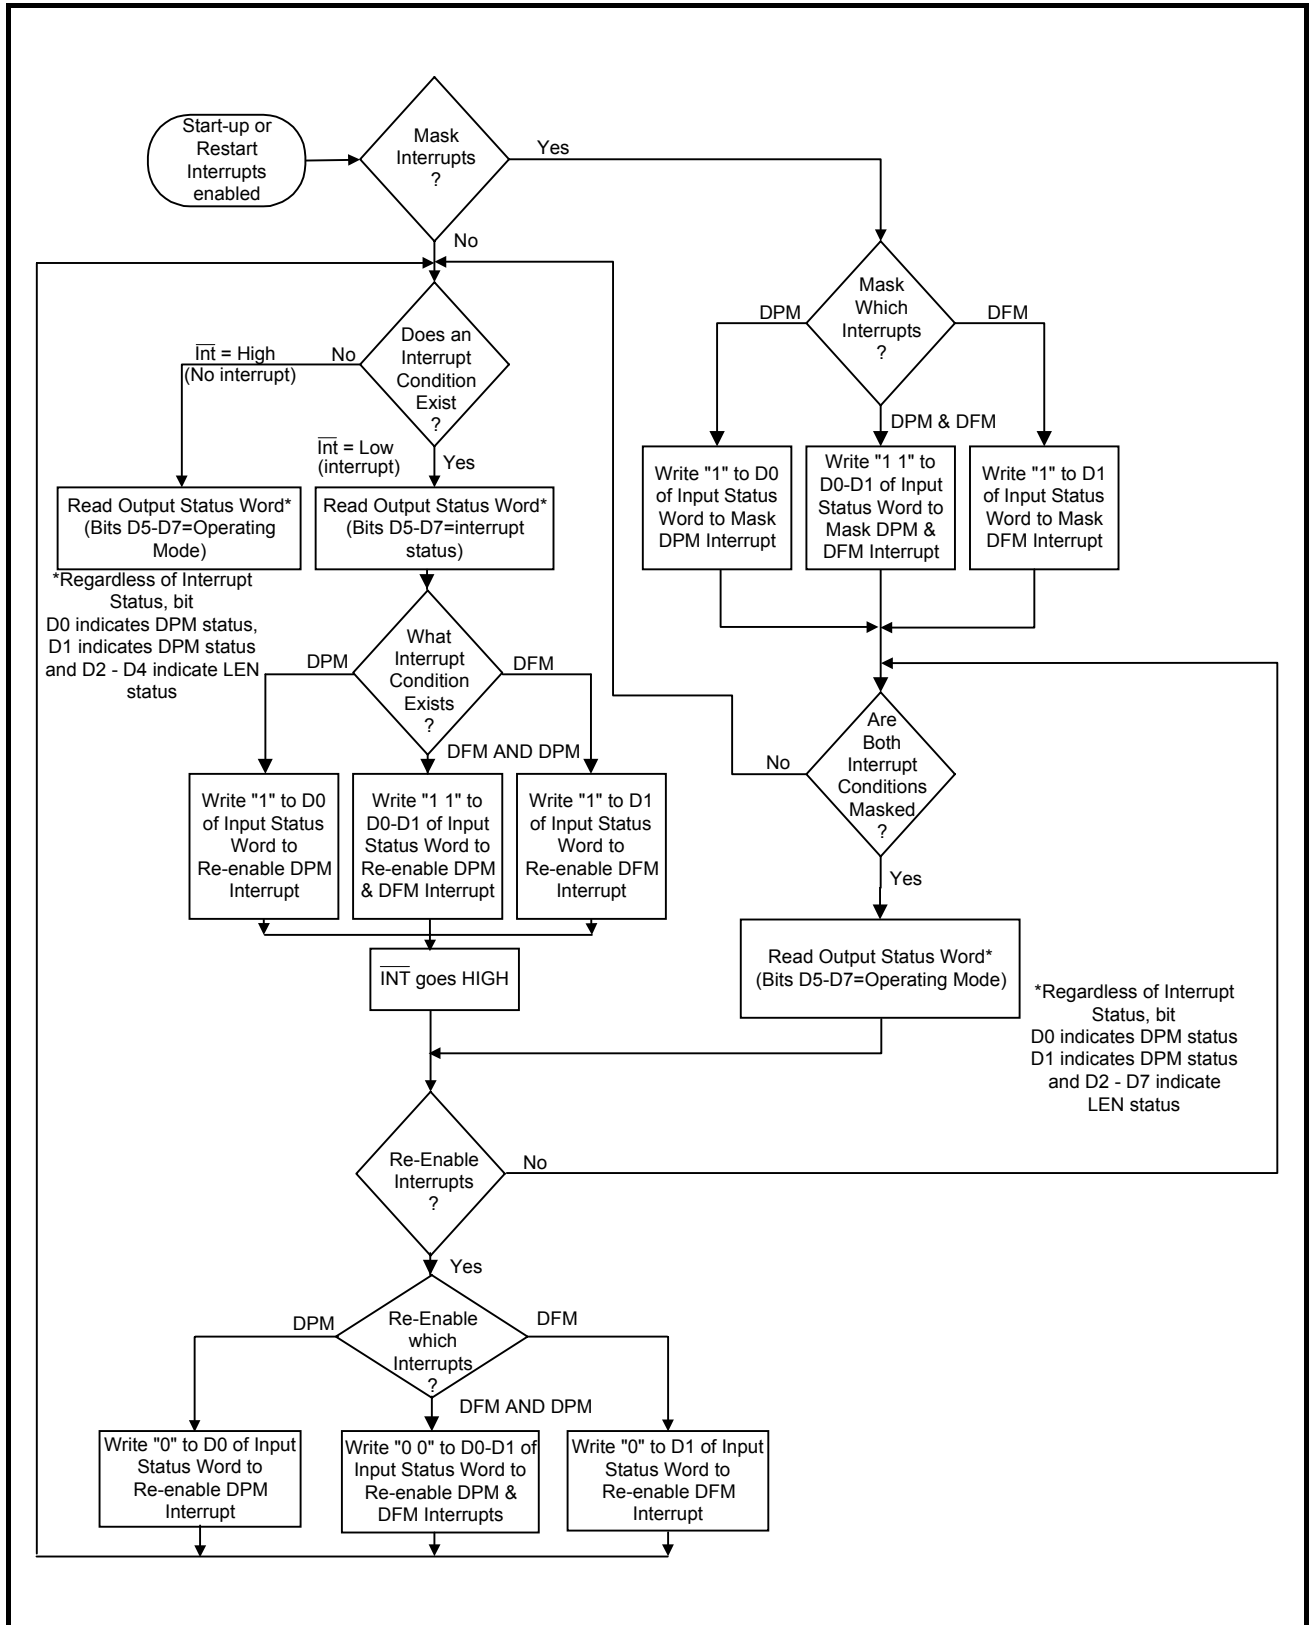 Start-up or
Restart
Interrupts
enabled
Mask
Interrupts
?
Yes
No
Mask
Which
Interrupts
?
DPM
DFM
DPM & DFM
Does an
Interrupt
Condition
Exist
?
Int = High
(No interrupt)
No
Int = Low
(interrupt)
Yes
Write "1" to D0
of Input Status
Word to Mask
DPM Interrupt
Write "1 1" to
D0-D1 of Input
Status Word to
Mask DPM &
DFM Interrupt
Write "1" to D1
of Input Status
Word to Mask
DFM Interrupt
Read Output Status Word*
(Bits D5-D7=Operating
Mode)
Read Output Status Word*
(Bits D5-D7=interrupt
status)
*Regardless of Interrupt
Status, bit
D0 indicates DPM status,
D1 indicates DPM status
and D2 - D4 indicate LEN
status
What
Interrupt
Condition
Exists
?
DPM
DFM
DFM AND DPM
Are
Both
Interrupt
Conditions
Masked
?
No
Yes
Write "1" to D0
of Input Status
Word to
Re-enable DPM
Interrupt
Write "1 1" to
D0-D1 of Input
Status Word to
Re-enable DPM
& DFM Interrupt
Write "1" to D1
of Input Status
Word to
Re-enable DFM
Interrupt
INT goes HIGH
Read Output Status Word*
(Bits D5-D7=Operating Mode)
*Regardless of Interrupt
Status, bit
D0 indicates DPM status
D1 indicates DPM status
and D2 - D7 indicate
LEN status
Re-Enable
Interrupts
?
No
Yes
Re-Enable
which
Interrupts
?
DPM
DFM
DFM AND DPM
Write "0" to D0 of Input
Status Word to
Re-enable DPM
Interrupt
Write "0 0" to D0-D1 of
Input Status Word to
Re-enable DPM &
DFM Interrupts
Write "0" to D1 of Input
Status Word to
Re-enable DFM
Interrupt